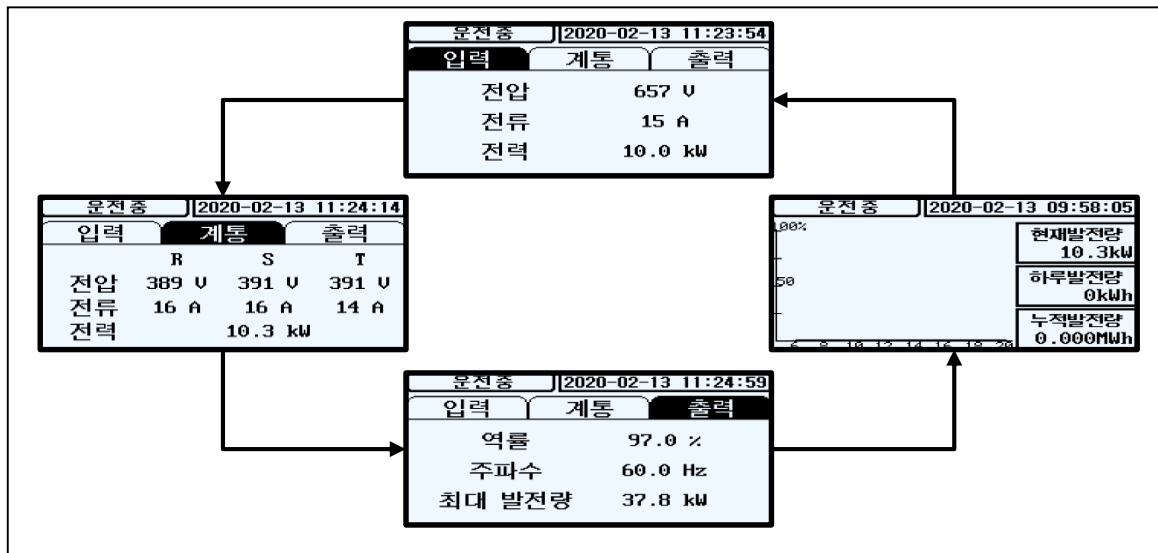 운전중 2020-02-13 11:23:54
입력 계통 출력
전압 657 V
전류 15 A
전력 10.0 kW
운전중 2020-02-13 11:24:14
입력 계통 출력
R S T
전압 389 V 391 V 391 V
전류 16 A 16 A 14 A
전력 10.3 kW
운전중 2020-02-13 09:58:05
100%
50
6 8 10 12 14 16 18 20
현재발전량
10.3kW
하루발전량
0kWh
누적발전량
0.000MWh
운전중 2020-02-13 11:24:59
입력 계통 출력
역률 97.0 %
주파수 60.0 Hz
최대 발전량 37.8 kW